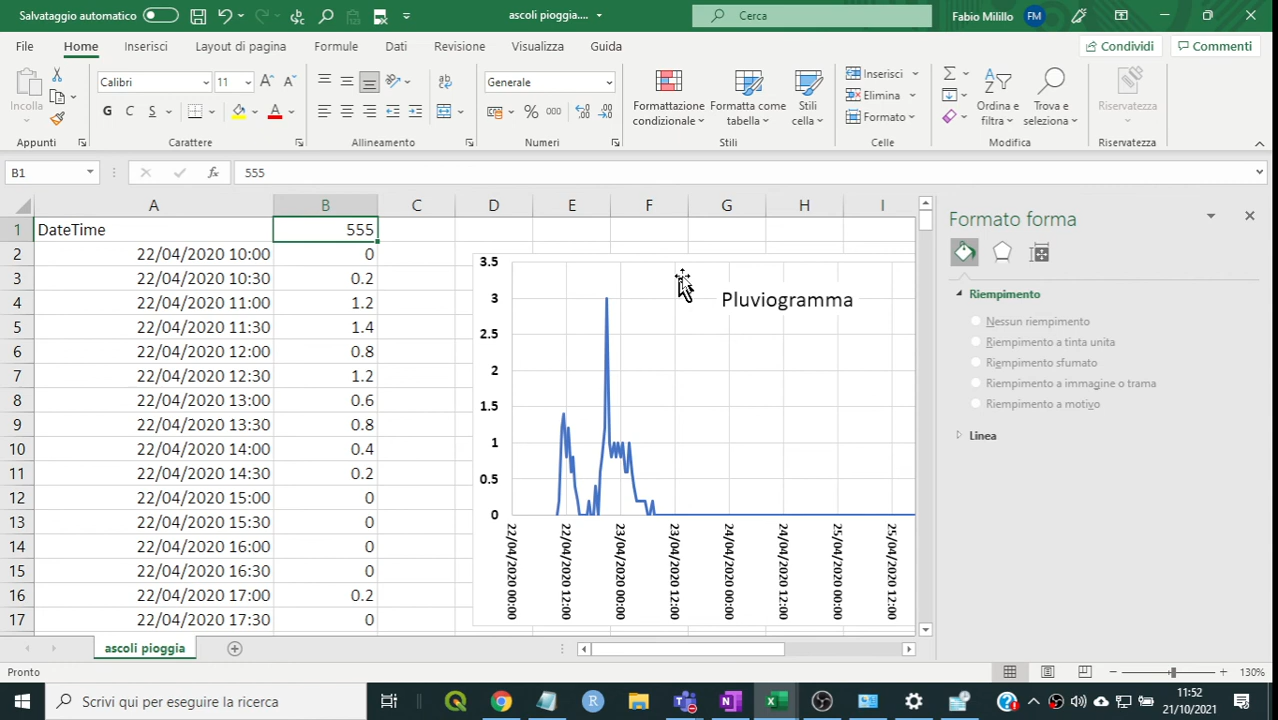 Salvataggio automatico
ascoli pioggia....
Cerca
Fabio Milillo
FM
File
Home
Inserisci
Layout di pagina
Formule
Dati
Revisione
Visualizza
Guida
Condividi
Commenti
Incolla
Calibri
11
G C S
Generale
Formattazione condizionale
Formatta come tabella
Stili cella
Inserisci
Elimina
Formato
Ordina e filtra
Trova e seleziona
Riservatezza
Appunti
Carattere
Allineamento
Numeri
Stili
Celle
Modifica
Riservatezza
B1
555
A B C D E F G H I
1 DateTime 555
2 22/04/2020 10:00 0
3 22/04/2020 10:30 0.2
4 22/04/2020 11:00 1.2
5 22/04/2020 11:30 1.4
6 22/04/2020 12:00 0.8
7 22/04/2020 12:30 1.2
8 22/04/2020 13:00 0.6
9 22/04/2020 13:30 0.8
10 22/04/2020 14:00 0.4
11 22/04/2020 14:30 0.2
12 22/04/2020 15:00 0
13 22/04/2020 15:30 0
14 22/04/2020 16:00 0
15 22/04/2020 16:30 0
16 22/04/2020 17:00 0.2
17 22/04/2020 17:30 0
Pluviogramma
3.5
3
2.5
2
1.5
1
0.5
0
22/04/2020 00:00
22/04/2020 12:00
23/04/2020 00:00
23/04/2020 12:00
24/04/2020 00:00
24/04/2020 12:00
25/04/2020 00:00
25/04/2020 12:00
Formato forma
Riempimento
Nessun riempimento
Riempimento a tinta unita
Riempimento sfumato
Riempimento a immagine o trama
Riempimento a motivo
Linea
ascoli pioggia
Pronto
130%
Scrivi qui per eseguire la ricerca
11:52
21/10/2021